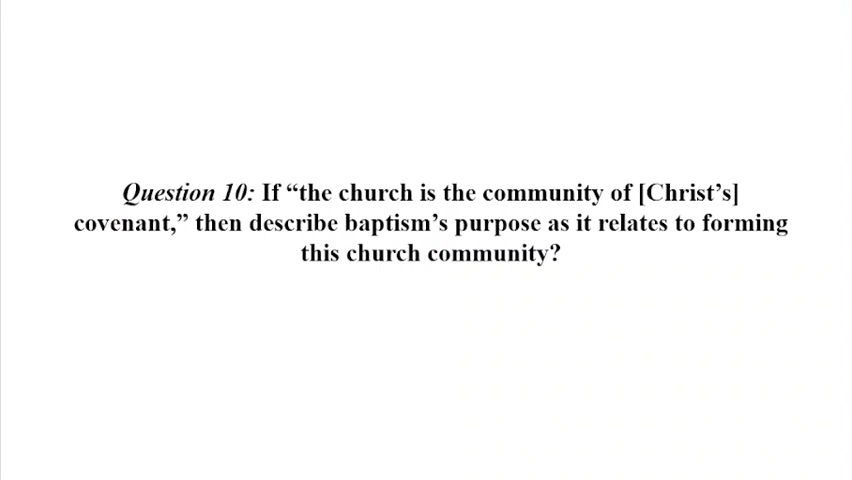 Question 10: If “the church is the community of [Christ’s]
covenant,” then describe baptism’s purpose as it relates to forming
this church community?